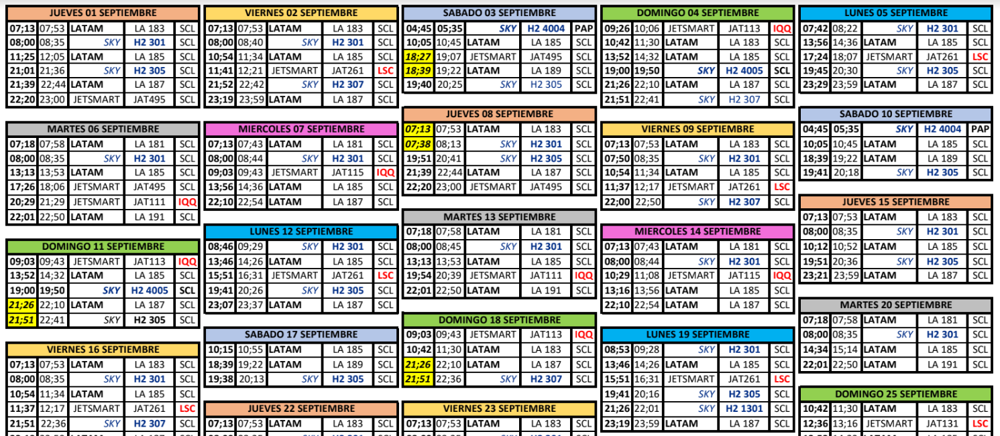 JUEVES 01 SEPTIEMBRE
07;13 07;53 LATAM LA 183 SCL
08;00 08;35 SKY H2 301 SCL
11;25 12;05 LATAM LA 185 SCL
21;01 21;36 SKY H2 305 SCL
21;39 22;44 LATAM LA 187 SCL
22;20 23;00 JETSMART JAT495 SCL
VIERNES 02 SEPTIEMBRE
07;13 07;53 LATAM LA 183 SCL
08;00 08;40 SKY H2 301 SCL
10;54 11;34 LATAM LA 185 SCL
11;41 12;21 JETSMART JAT261 LSC
21;52 22;42 SKY H2 307 SCL
23;19 23;59 LATAM LA 187 SCL
SABADO 03 SEPTIEMBRE
04;45 05;35 SKY H2 4004 PAP
10;05 10;45 LATAM LA 185 SCL
18;27 19;07 JETSMART JAT495 SCL
18;39 19;22 LATAM LA 189 SCL
19;40 20;25 SKY H2 305 SCL
DOMINGO 04 SEPTIEMBRE
09;26 10;06 JETSMART JAT113 IQQ
10;42 11;30 LATAM LA 183 SCL
13;52 14;32 LATAM LA 185 SCL
19;00 19;50 SKY H2 4005 SCL
21;26 22;10 LATAM LA 187 SCL
21;51 22;41 SKY H2 307 SCL
LUNES 05 SEPTIEMBRE
07;42 08;22 SKY H2 301 SCL
13;56 14;36 LATAM LA 185 SCL
17;24 18;07 JETSMART JAT261 LSC
19;45 20;30 SKY H2 305 SCL
23;29 23;59 LATAM LA 187 SCL
MARTES 06 SEPTIEMBRE
07;18 07;58 LATAM LA 181 SCL
08;00 08;35 SKY H2 301 SCL
13;13 13;53 LATAM LA 185 SCL
17;26 18;06 JETSMART JAT495 SCL
20;29 21;29 JETSMART JAT111 IQQ
22;01 22;50 LATAM LA 191 SCL
MIERCOLES 07 SEPTIEMBRE
07;13 07;43 LATAM LA 181 SCL
08;00 08;44 SKY H2 301 SCL
09;03 09;43 JETSMART JAT115 IQQ
13;56 14;36 LATAM LA 185 SCL
22;10 22;54 LATAM LA 187 SCL
JUEVES 08 SEPTIEMBRE
07;13 07;53 LATAM LA 183 SCL
07;38 08;13 SKY H2 301 SCL
19;51 20;41 SKY H2 305 SCL
21;39 22;44 LATAM LA 187 SCL
22;20 23;00 JETSMART JAT495 SCL
VIERNES 09 SEPTIEMBRE
07;13 07;53 LATAM LA 183 SCL
07;50 08;35 SKY H2 301 SCL
10;54 11;34 LATAM LA 185 SCL
11;37 12;17 JETSMART JAT261 LSC
22;00 22;50 SKY H2 307 SCL
SABADO 10 SEPTIEMBRE
04;45 05;35 SKY H2 4004 PAP
10;05 10;45 LATAM LA 185 SCL
18;39 19;22 LATAM LA 189 SCL
19;41 20;18 SKY H2 305 SCL
DOMINGO 11 SEPTIEMBRE
09;03 09;43 JETSMART JAT113 IQQ
13;52 14;32 LATAM LA 185 SCL
19;00 19;50 SKY H2 4005 SCL
21;26 22;10 LATAM LA 187 SCL
21;51 22;41 SKY H2 305 SCL
LUNES 12 SEPTIEMBRE
08;46 09;29 SKY H2 301 SCL
13;46 14;26 LATAM LA 185 SCL
15;51 16;31 JETSMART JAT261 LSC
19;41 20;26 SKY H2 305 SCL
23;07 23;37 LATAM LA 187 SCL
MARTES 13 SEPTIEMBRE
07;18 07;58 LATAM LA 181 SCL
08;00 08;45 SKY H2 301 SCL
13;13 13;53 LATAM LA 185 SCL
19;54 20;39 JETSMART JAT111 IQQ
22;01 22;50 LATAM LA 191 SCL
MIERCOLES 14 SEPTIEMBRE
07;13 07;43 LATAM LA 181 SCL
08;00 08;44 SKY H2 301 SCL
10;29 11;08 JETSMART JAT115 IQQ
13;16 13;56 LATAM LA 185 SCL
22;10 22;54 LATAM LA 187 SCL
JUEVES 15 SEPTIEMBRE
07;13 07;53 LATAM LA 183 SCL
08;00 08;35 SKY H2 301 SCL
10;12 10;52 LATAM LA 185 SCL
19;51 20;36 SKY H2 305 SCL
23;21 23;59 LATAM LA 187 SCL
VIERNES 16 SEPTIEMBRE
07;13 07;53 LATAM LA 183 SCL
08;00 08;35 SKY H2 301 SCL
10;54 11;34 LATAM LA 185 SCL
11;37 12;17 JETSMART JAT261 LSC
21;51 22;36 SKY H2 307 SCL
SABADO 17 SEPTIEMBRE
10;15 10;55 LATAM LA 185 SCL
18;39 19;22 LATAM LA 189 SCL
19;38 20;13 SKY H2 305 SCL
DOMINGO 18 SEPTIEMBRE
09;03 09;43 JETSMART JAT113 IQQ
10;42 11;30 LATAM LA 183 SCL
21;26 22;10 LATAM LA 187 SCL
21;51 22;36 SKY H2 307 SCL
LUNES 19 SEPTIEMBRE
08;53 09;28 SKY H2 301 SCL
13;46 14;26 LATAM LA 185 SCL
15;51 16;31 JETSMART JAT261 LSC
19;41 20;16 SKY H2 305 SCL
21;26 22;01 SKY H2 1301 SCL
23;19 23;59 LATAM LA 187 SCL
MARTES 20 SEPTIEMBRE
07;18 07;58 LATAM LA 181 SCL
08;00 08;35 SKY H2 301 SCL
14;34 15;14 LATAM LA 185 SCL
22;01 22;50 LATAM LA 191 SCL
JUEVES 22 SEPTIEMBRE
07;13 07;53 LATAM LA 183 SCL
VIERNES 23 SEPTIEMBRE
07;13 07;53 LATAM LA 183 SCL
DOMINGO 25 SEPTIEMBRE
10;42 11;30 LATAM LA 183 SCL
12;36 13;16 JETSMART JAT131 LSC